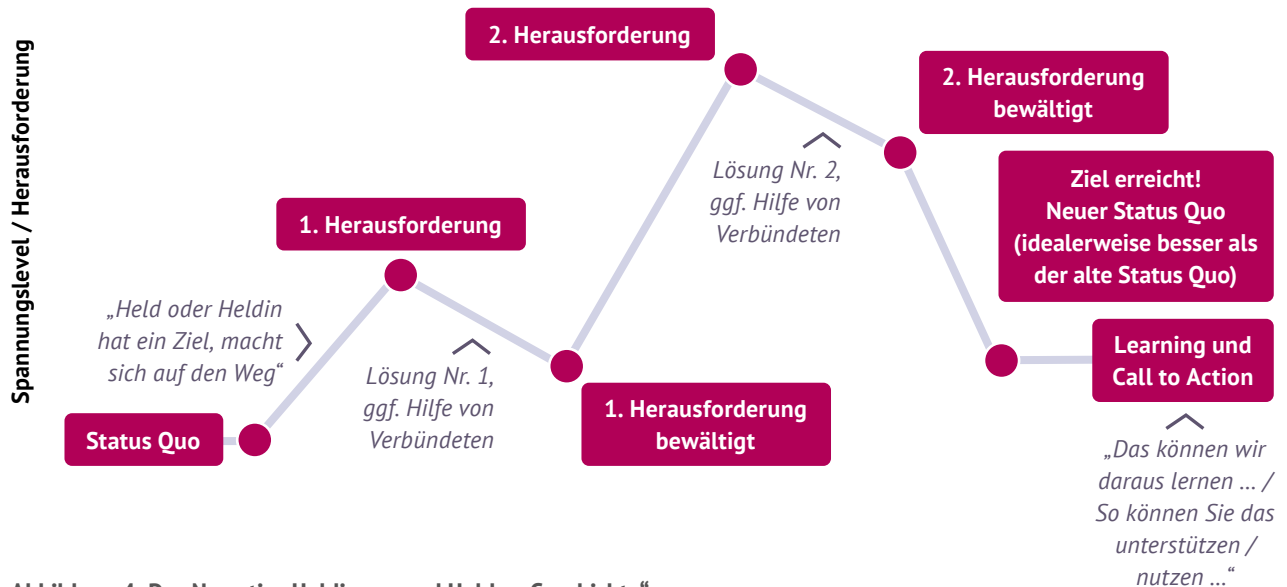 Spannungslevel / Herausforderung
Status Quo
„Held oder Heldin
hat ein Ziel, macht
sich auf den Weg“
1. Herausforderung
Lösung Nr. 1,
ggf. Hilfe von
Verbündeten
1. Herausforderung
bewältigt
2. Herausforderung
Lösung Nr. 2,
ggf. Hilfe von
Verbündeten
2. Herausforderung
bewältigt
Ziel erreicht!
Neuer Status Quo
(idealerweise besser als
der alte Status Quo)
Learning und
Call to Action
„Das können wir
daraus lernen … /
So können Sie das
unterstützen /
nutzen …“